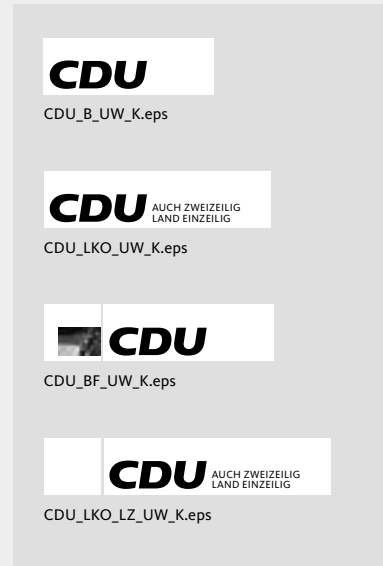 CDU
CDU_B_UW_K.eps
CDU AUCH ZWEIZEILIG
LAND EINZEILIG
CDU_LKO_UW_K.eps
CDU
CDU_BF_UW_K.eps
CDU AUCH ZWEIZEILIG
LAND EINZEILIG
CDU_LKO_LZ_UW_K.eps